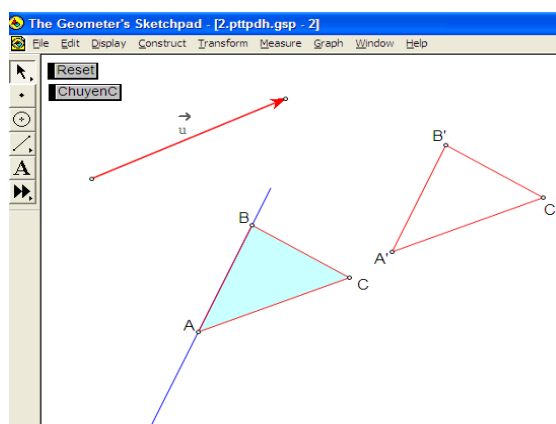 The Geometer's Sketchpad - [2.pttpdh.gsp - 2]
File Edit Display Construct Transform Measure Graph Window Help
Reset
ChuyenC
u
B'
C
A'
B
C
A
A